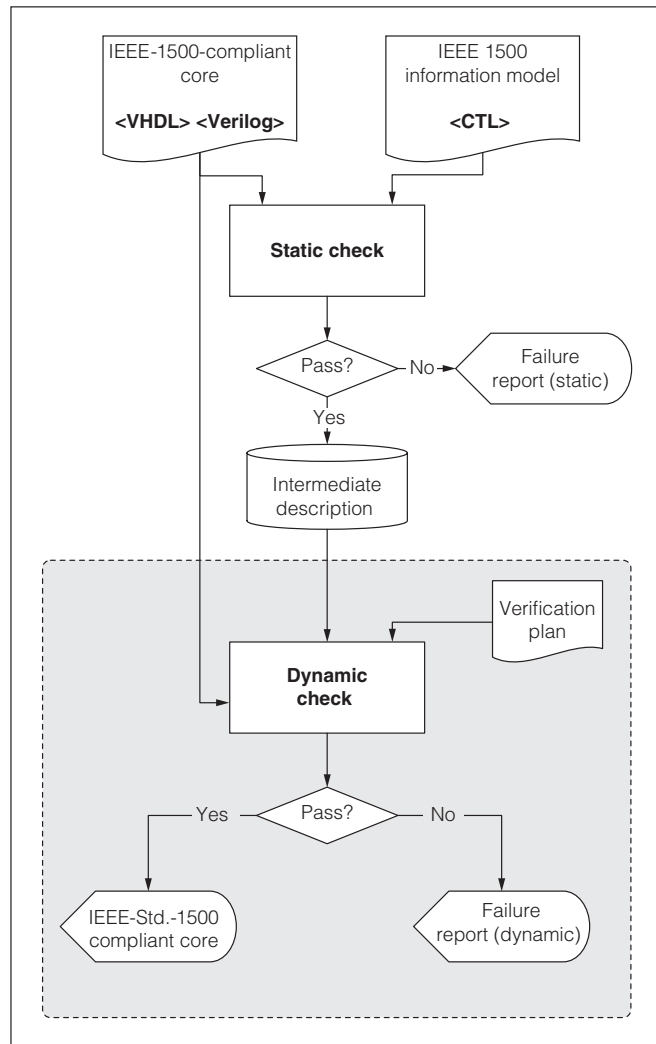 IEEE-1500-compliant
core
<VHDL> <Verilog>
IEEE 1500
information model
<CTL>
Static check
Pass?
No
Failure
report (static)
Yes
Intermediate
description
Verification
plan
Dynamic
check
Yes
Pass?
No
IEEE-Std.-1500
compliant core
Failure
report (dynamic)